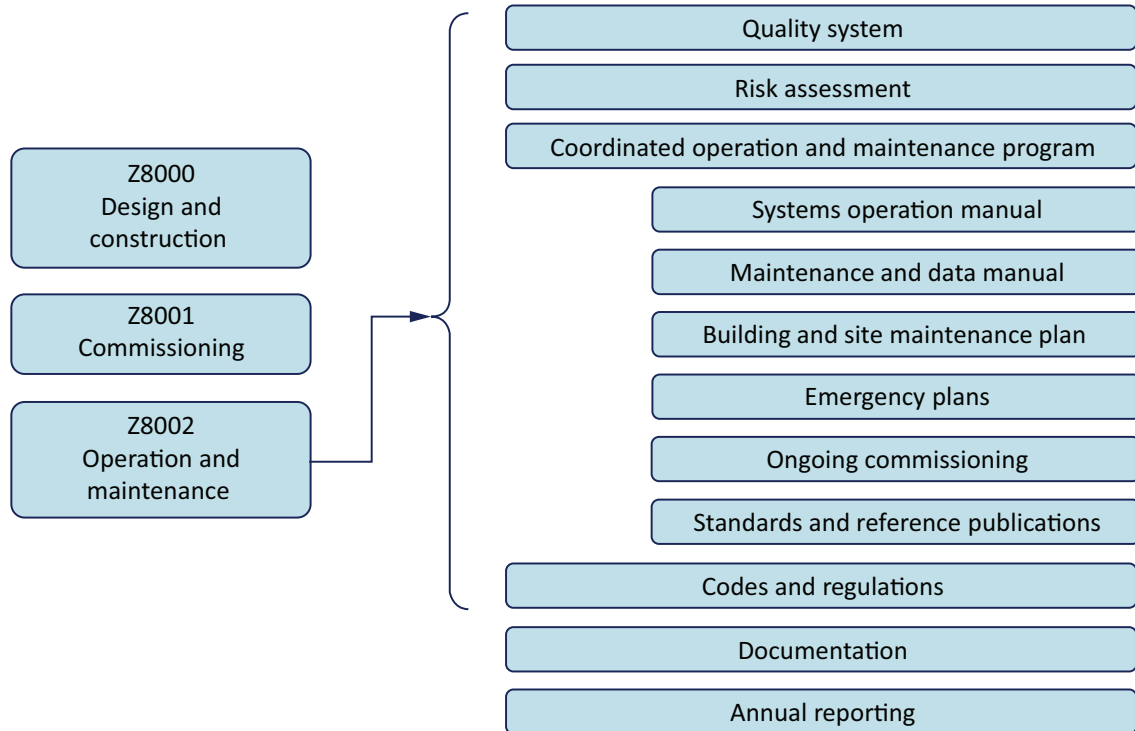 Z8000
Design and
construction
Z8001
Commissioning
Z8002
Operation and
maintenance
Quality system
Risk assessment
Coordinated operation and maintenance program
Systems operation manual
Maintenance and data manual
Building and site maintenance plan
Emergency plans
Ongoing commissioning
Standards and reference publications
Codes and regulations
Documentation
Annual reporting